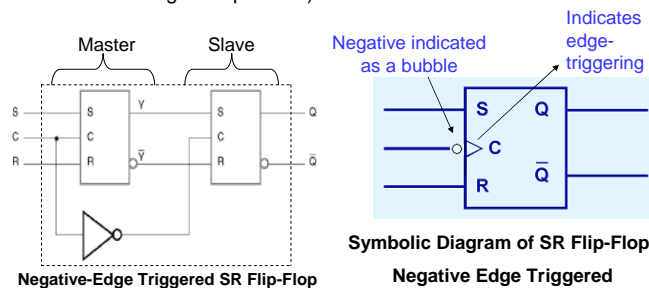 Master
Slave
S
C
R
S
C
R
Y
Y̅
S
C
R
Q
Q̅
Negative-Edge Triggered SR Flip-Flop
Negative indicated
as a bubble
Indicates
edge-
triggering
S
C
R
Q
Q̅
Symbolic Diagram of SR Flip-Flop
Negative Edge Triggered